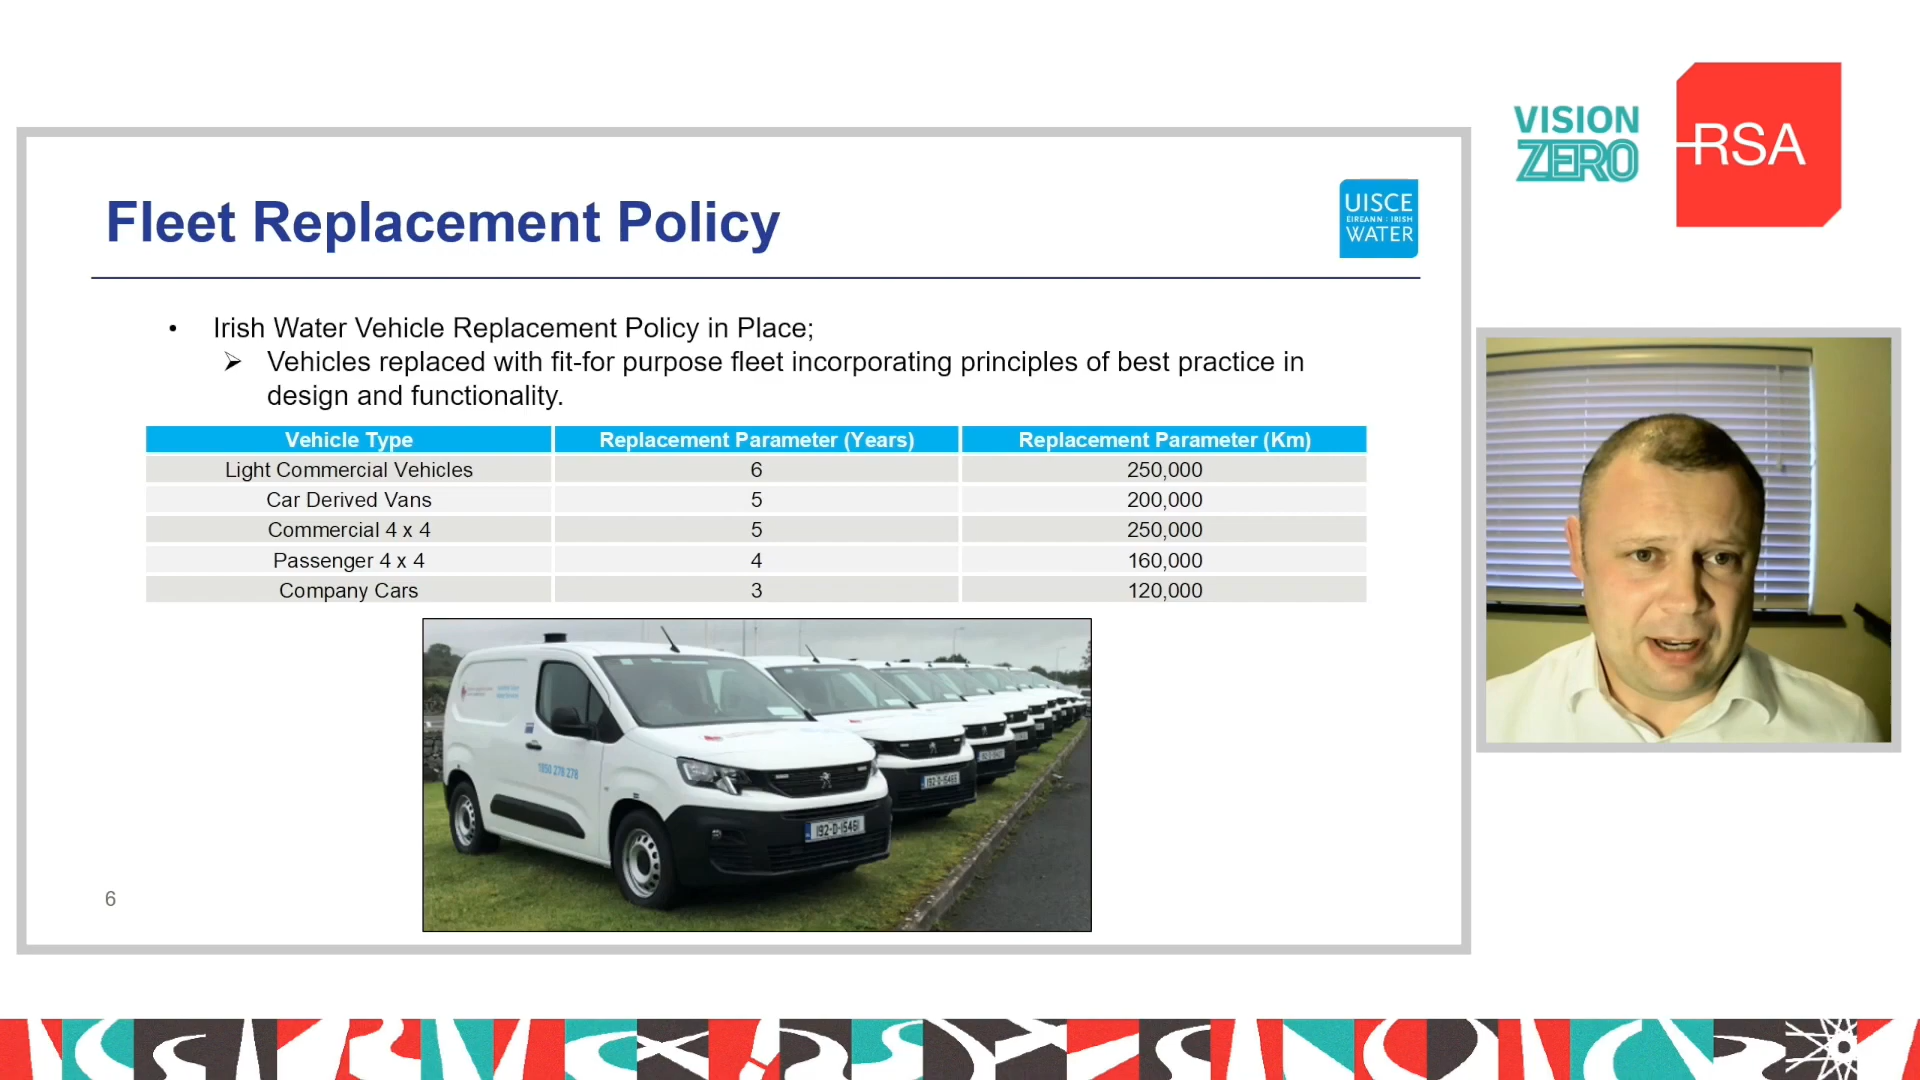 VISION
ZERO
RSA
Fleet Replacement Policy
UISCE
ÉIREANN : IRISH
WATER
• Irish Water Vehicle Replacement Policy in Place;
➢ Vehicles replaced with fit-for purpose fleet incorporating principles of best practice in
design and functionality.
Vehicle Type Replacement Parameter (Years) Replacement Parameter (Km)
Light Commercial Vehicles 6 250,000
Car Derived Vans 5 200,000
Commercial 4 x 4 5 250,000
Passenger 4 x 4 4 160,000
Company Cars 3 120,000
1850 278 278
192-D-15461
6